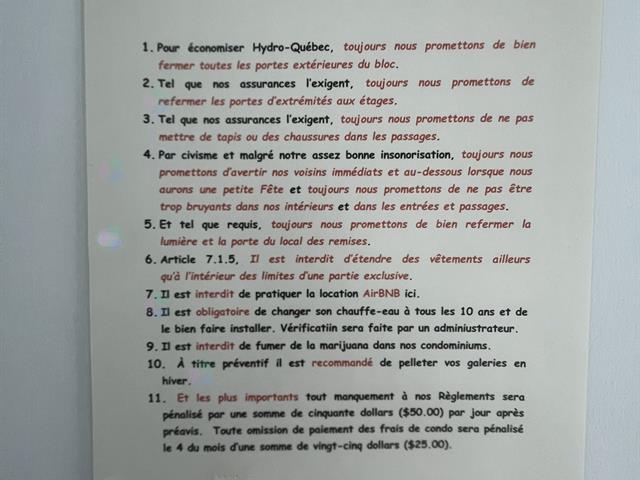 1. Pour économiser Hydro-Québec, toujours nous promettons de bien
fermer toutes les portes extérieures du bloc.
2. Tel que nos assurances l'exigent, toujours nous promettons de
refermer les portes d'extrémités aux étages.
3. Tel que nos assurances l'exigent, toujours nous promettons de ne pas
mettre de tapis ou des chaussures dans les passages.
4. Par civisme et malgré notre assez bonne insonorisation, toujours nous
promettons d'avertir nos voisins immédiats et au-dessous lorsque nous
aurons une petite Fête et toujours nous promettons de ne pas être
trop bruyants dans nos intérieurs et dans les entrées et passages.
5. Et tel que requis, toujours nous promettons de bien refermer la
lumière et la porte du local des remises.
6. Article 7.1.5, Il est interdit d'étendre des vêtements ailleurs
qu'à l'intérieur des limites d'une partie exclusive.
7. Il est interdit de pratiquer la location AirBNB ici.
8. Il est obligatoire de changer son chauffe-eau à tous les 10 ans et de
le bien faire installer. Vérificatiin sera faite par un adminiustrateur.
9. Il est interdit de fumer de la marijuana dans nos condominiums.
10. À titre préventif il est recommandé de pelleter vos galeries en
hiver.
11. Et les plus importants tout manquement à nos Règlements sera
pénalisé par une somme de cinquante dollars ($50.00) par jour après
préavis. Toute omission de paiement des frais de condo sera pénalisé
le 4 du mois d'une somme de vingt-cinq dollars ($25.00).